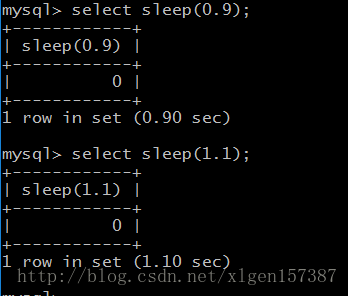 mysql> select sleep(0.9);
+------------+
| sleep(0.9) |
+------------+
|          0 |
+------------+
1 row in set (0.90 sec)
mysql> select sleep(1.1);
+------------+
| sleep(1.1) |
+------------+
|          0 |
+------------+
1 row in set (1.10 sec)
http://blog.csdn.net/xlgen157387
mysql>